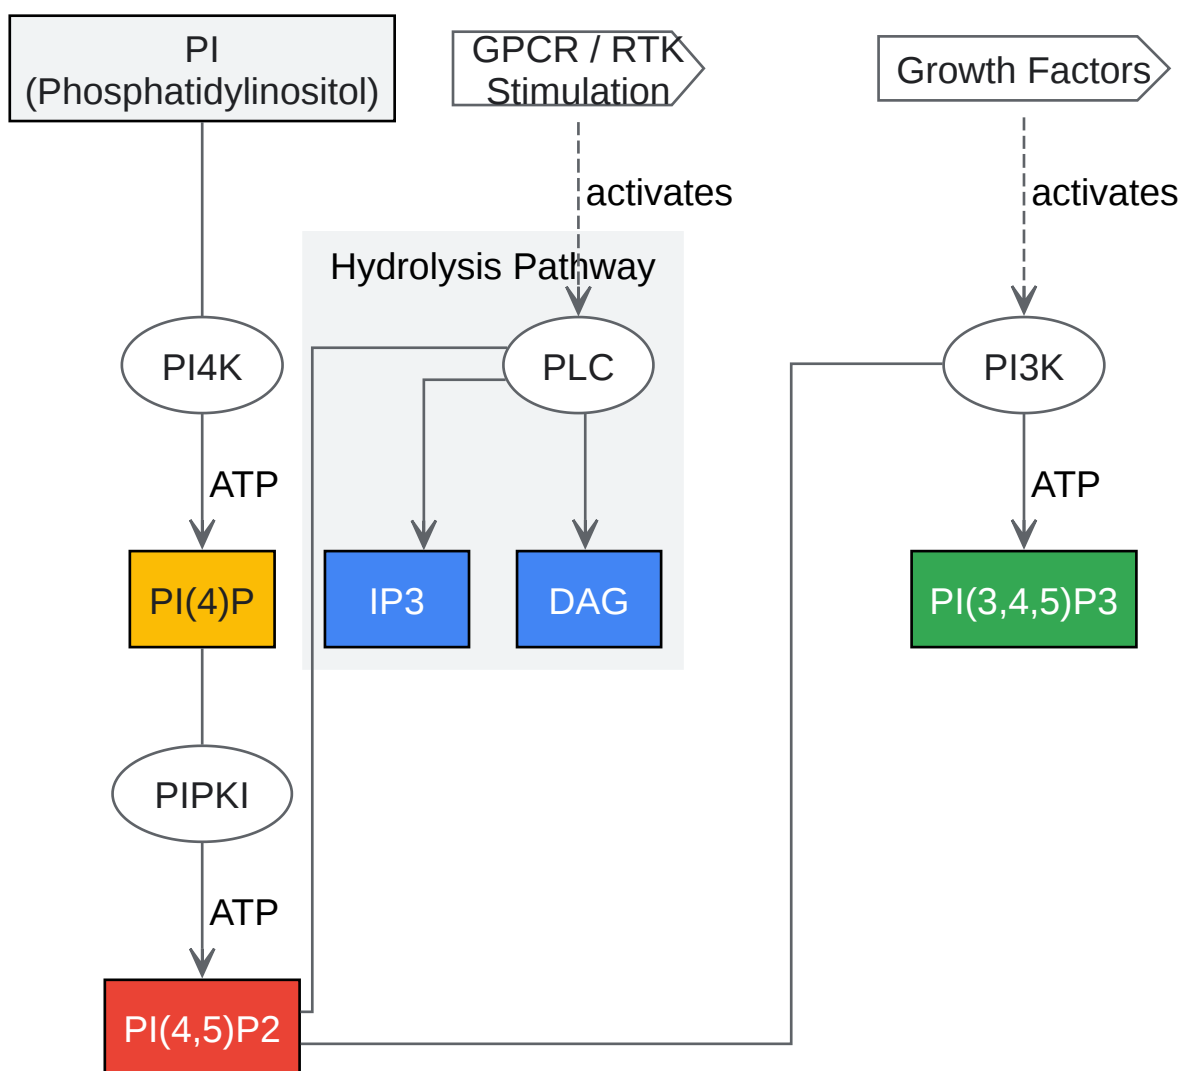 PI
(Phosphatidylinositol)
GPCR / RTK
Stimulation
Growth Factors
activates
activates
Hydrolysis Pathway
PI4K
PLC
PI3K
ATP
ATP
PI(4)P
IP3
DAG
PI(3,4,5)P3
PIPKI
ATP
PI(4,5)P2